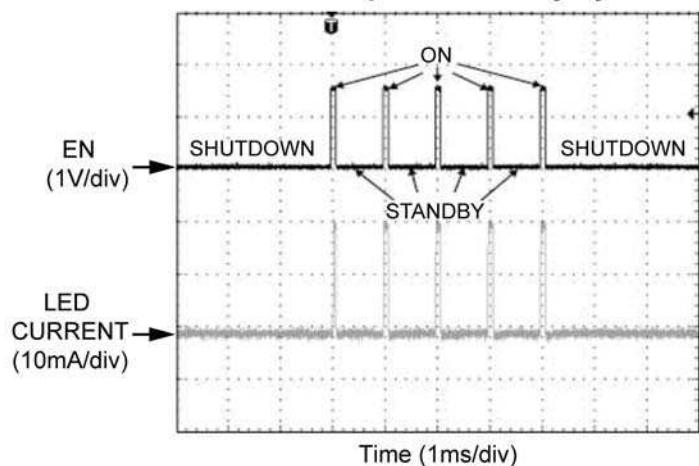 ON
SHUTDOWN
SHUTDOWN
EN
(1V/div)
STANDBY
LED
CURRENT
(10mA/div)
Time (1ms/div)